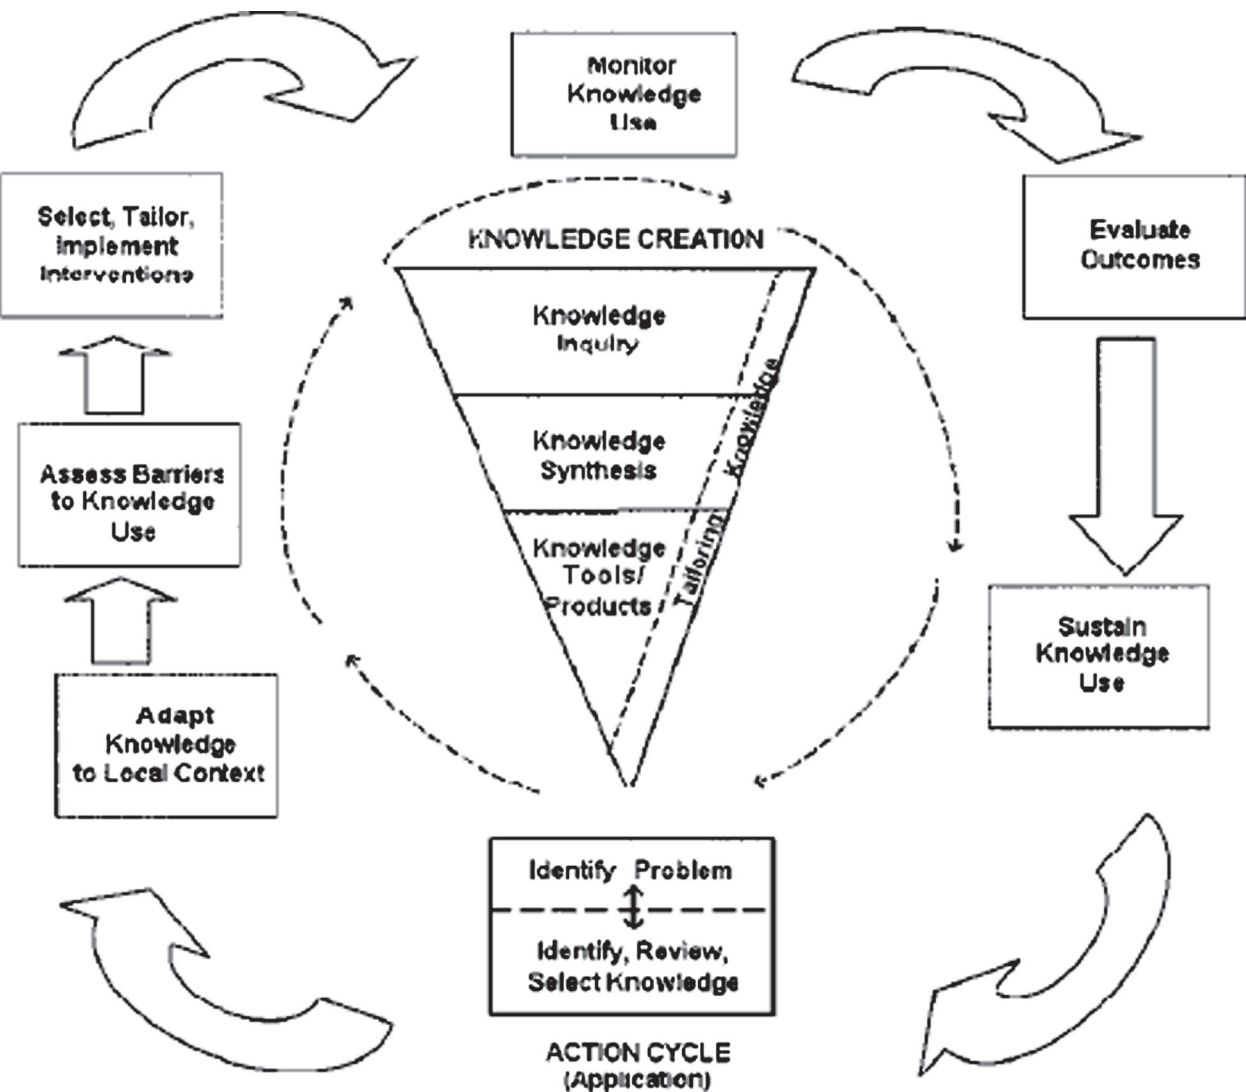 Monitor
Knowledge
Use
Select, Tailor,
Implement
Interventions
Evaluate
Outcomes
KNOWLEDGE CREATION
Knowledge
Inquiry
Knowledge
Synthesis
Knowledge
Tools/
Products
Tailoring Knowledge
Assess Barriers
to Knowledge
Use
Sustain
Knowledge
Use
Adapt
Knowledge
to Local Context
Identify Problem
Identify, Review,
Select Knowledge
ACTION CYCLE
(Application)